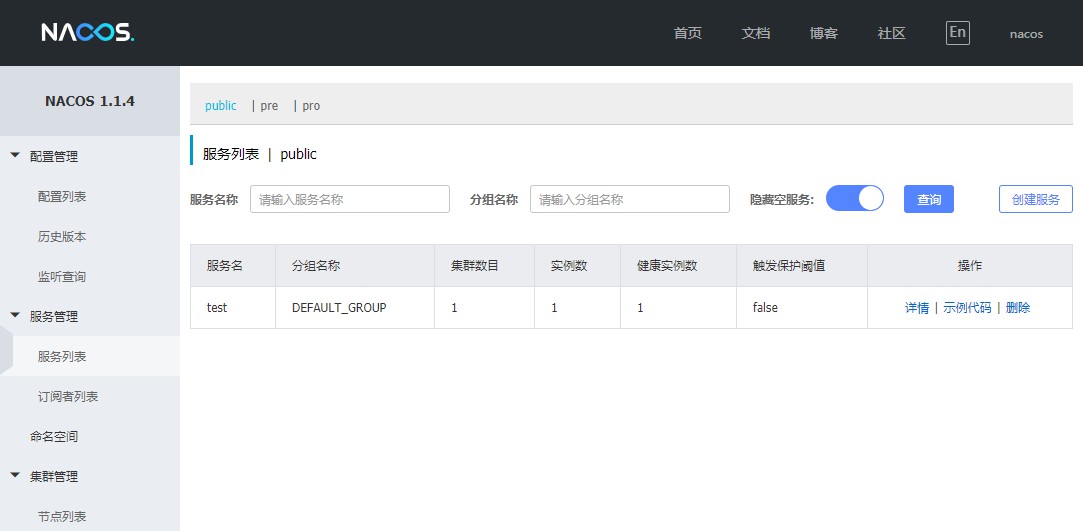 NACOS.
首页 文档 博客 社区 En nacos
NACOS 1.1.4
配置管理
配置列表
历史版本
监听查询
服务管理
服务列表
订阅者列表
命名空间
集群管理
节点列表
public | pre | pro
服务列表 | public
服务名称 请输入服务名称 分组名称 请输入分组名称 隐藏空服务: 查询 创建服务
服务名 分组名称 集群数目 实例数 健康实例数 触发保护阈值 操作
test DEFAULT_GROUP 1 1 1 false 详情 | 示例代码 | 删除